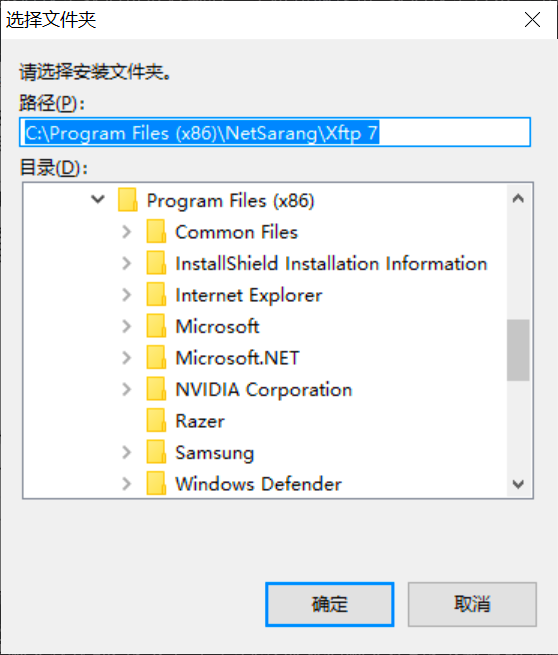 选择文件夹
请选择安装文件夹。
路径(P)：
C:\Program Files (x86)\NetSarang\Xftp 7
目录(D)：
Program Files (x86)
Common Files
InstallShield Installation Information
Internet Explorer
Microsoft
Microsoft.NET
NVIDIA Corporation
Razer
Samsung
Windows Defender
确定
取消